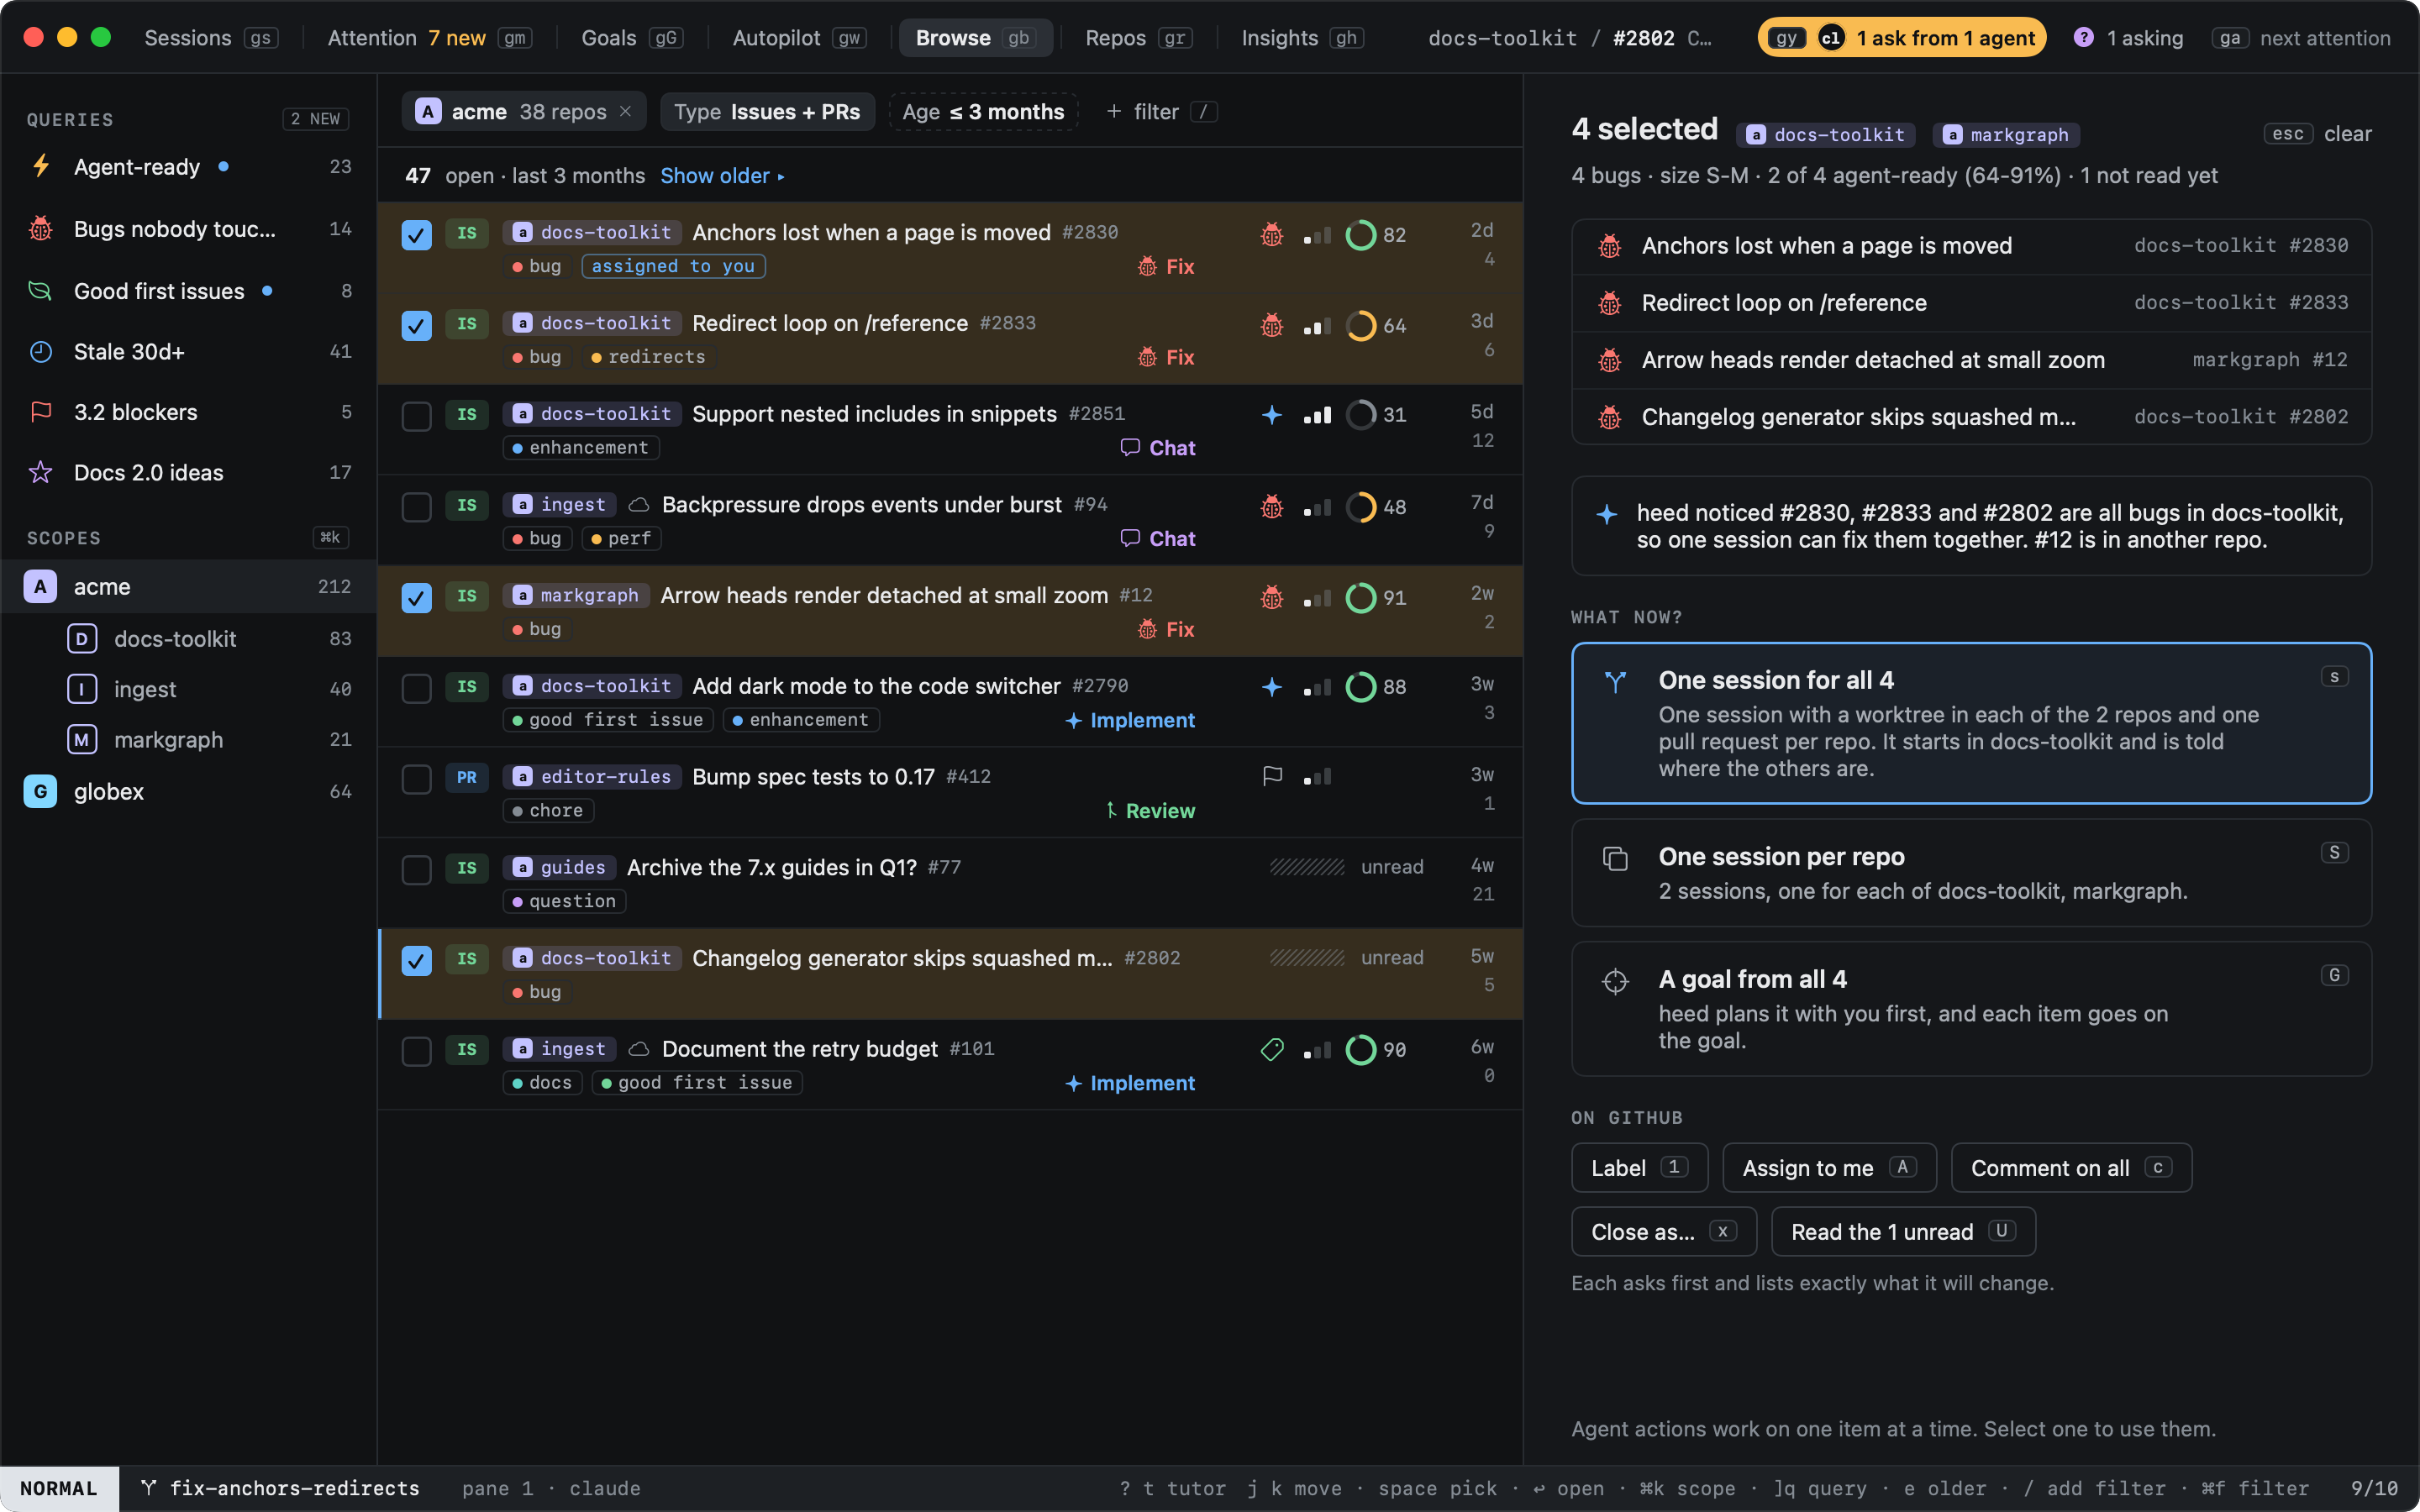 Sessions gs Attention 7 new gm Goals gG Autopilot gw Browse gb Repos gr Insights gh docs-toolkit / #2802 C… gy cl 1 ask from 1 agent ? 1 asking ga next attention
QUERIES 2 NEW
Agent-ready 23
Bugs nobody touc… 14
Good first issues 8
Stale 30d+ 41
3.2 blockers 5
Docs 2.0 ideas 17
SCOPES ⌘k
A acme 212
D docs-toolkit 83
I ingest 40
M markgraph 21
G globex 64
A acme 38 repos × Type Issues + PRs Age ≤ 3 months + filter /
47 open · last 3 months Show older ▸
IS a docs-toolkit Anchors lost when a page is moved #2830 82 2d
bug assigned to you Fix 4
IS a docs-toolkit Redirect loop on /reference #2833 64 3d
bug redirects Fix 6
IS a docs-toolkit Support nested includes in snippets #2851 31 5d
enhancement Chat 12
IS a ingest Backpressure drops events under burst #94 48 7d
bug perf Chat 9
IS a markgraph Arrow heads render detached at small zoom #12 91 2w
bug Fix 2
IS a docs-toolkit Add dark mode to the code switcher #2790 88 3w
good first issue enhancement Implement 3
PR a editor-rules Bump spec tests to 0.17 #412 3w
chore Review 1
IS a guides Archive the 7.x guides in Q1? #77 unread 4w
question 21
IS a docs-toolkit Changelog generator skips squashed m… #2802 unread 5w
bug 5
IS a ingest Document the retry budget #101 90 6w
docs good first issue Implement 0
4 selected a docs-toolkit a markgraph esc clear
4 bugs · size S-M · 2 of 4 agent-ready (64-91%) · 1 not read yet
Anchors lost when a page is moved docs-toolkit #2830
Redirect loop on /reference docs-toolkit #2833
Arrow heads render detached at small zoom markgraph #12
Changelog generator skips squashed m… docs-toolkit #2802
heed noticed #2830, #2833 and #2802 are all bugs in docs-toolkit,
so one session can fix them together. #12 is in another repo.
WHAT NOW?
One session for all 4 s
One session with a worktree in each of the 2 repos and one
pull request per repo. It starts in docs-toolkit and is told
where the others are.
One session per repo S
2 sessions, one for each of docs-toolkit, markgraph.
A goal from all 4 G
heed plans it with you first, and each item goes on
the goal.
ON GITHUB
Label l Assign to me A Comment on all c
Close as… x Read the 1 unread U
Each asks first and lists exactly what it will change.
Agent actions work on one item at a time. Select one to use them.
NORMAL fix-anchors-redirects pane 1 · claude ? t tutor j k move · space pick · ↩ open · ⌘k scope · ]q query · e older · / add filter · ⌘f filter 9/10